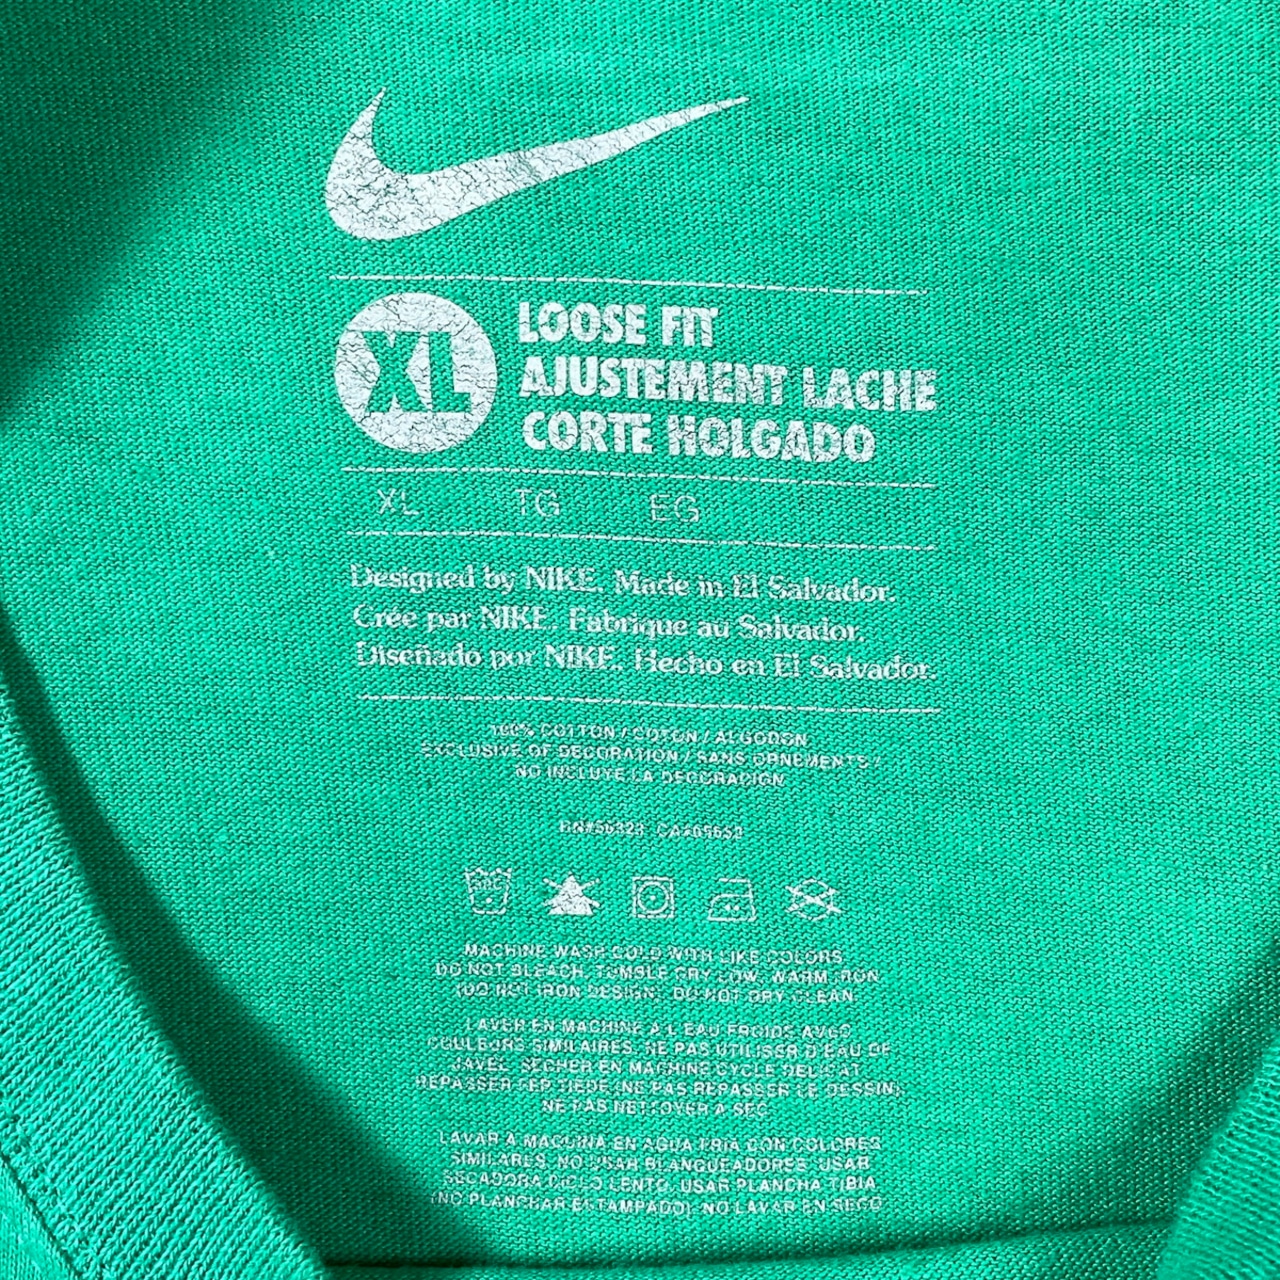 XL
LOOSE FIT
AJUSTEMENT LACHE
CORTE HOLGADO
XL TG EG
Designed by NIKE. Made in El Salvador.
Crée par NIKE. Fabrique au Salvador.
Diseñado por NIKE. Hecho en El Salvador.
100% COTTON / COTON / ALGODON
EXCLUSIVE OF DECORATION / SANS ORNEMENTS /
NO INCLUYE LA DECORACION
RN#56323 CA#05553
MACHINE WASH COLD WITH LIKE COLORS
DO NOT BLEACH, TUMBLE DRY LOW, WARM IRON
(DO NOT IRON DESIGN), DO NOT DRY CLEAN.
LAVER EN MACHINE A L'EAU FROIDE AVEC
COULEURS SIMILAIRES, NE PAS UTILISER D'EAU DE
JAVEL, SECHER EN MACHINE CYCLE DELICAT
REPASSER FER TIEDE (NE PAS REPASSER LE DESSIN),
NE PAS NETTOYER A SEC.
LAVAR A MAQUINA EN AGUA FRIA CON COLORES
SIMILARES, NO USAR BLANQUEADORES, USAR
SECADORA CICLO LENTO, USAR PLANCHA TIBIA
(NO PLANCHAR ESTAMPADO), NO LAVAR EN SECO